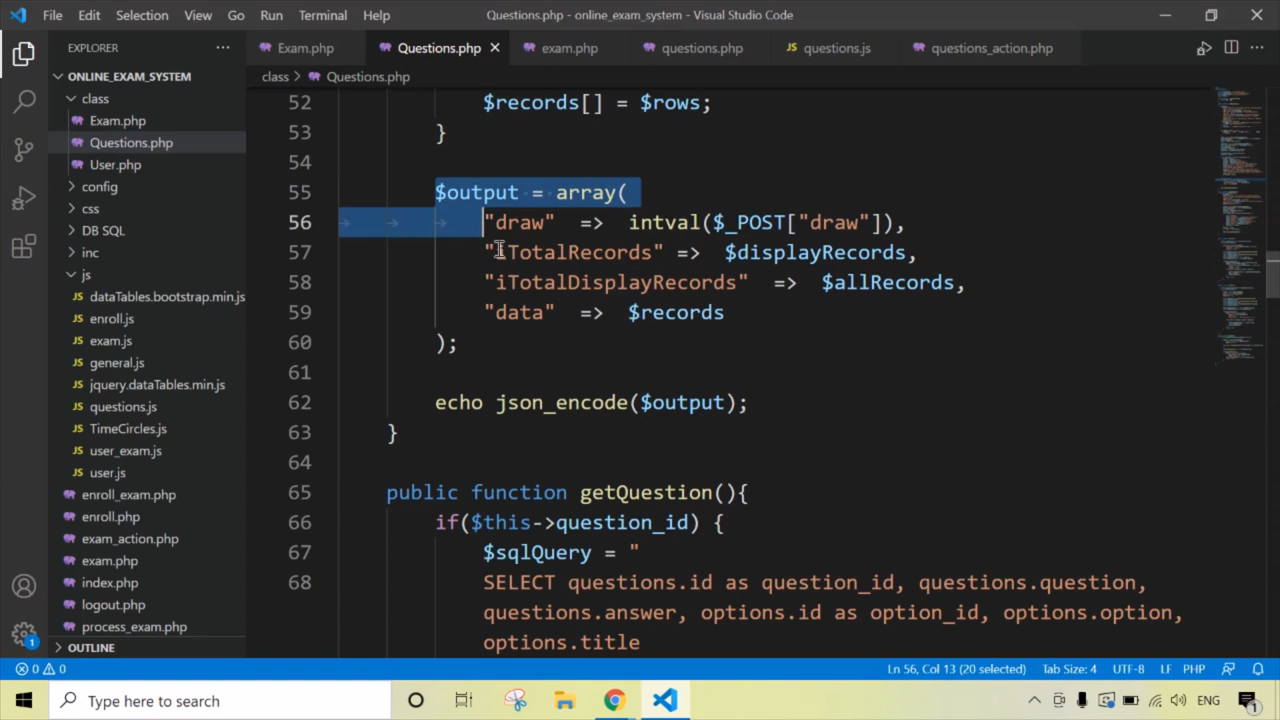 File Edit Selection View Go Run Terminal Help Questions.php - online_exam_system - Visual Studio Code
EXPLORER
ONLINE_EXAM_SYSTEM
class
Exam.php
Questions.php
User.php
config
css
DB SQL
inc
js
dataTables.bootstrap.min.js
enroll.js
exam.js
general.js
jquery.dataTables.min.js
questions.js
TimeCircles.js
user_exam.js
user.js
enroll_exam.php
enroll.php
exam_action.php
exam.php
index.php
logout.php
process_exam.php
OUTLINE
Exam.php Questions.php exam.php questions.php JS questions.js questions_action.php
class > Questions.php
52 $records[] = $rows;
53 }
54
55 $output = array(
56 "draw" => intval($_POST["draw"]),
57 "iTotalRecords" => $displayRecords,
58 "iTotalDisplayRecords" => $allRecords,
59 "data" => $records
60 );
61
62 echo json_encode($output);
63 }
64
65 public function getQuestion(){
66 if($this->question_id) {
67 $sqlQuery = "
68 SELECT questions.id as question_id, questions.question,
questions.answer, options.id as option_id, options.option,
options.title
0 0 Ln 56, Col 13 (20 selected) Tab Size: 4 UTF-8 LF PHP
Type here to search ENG